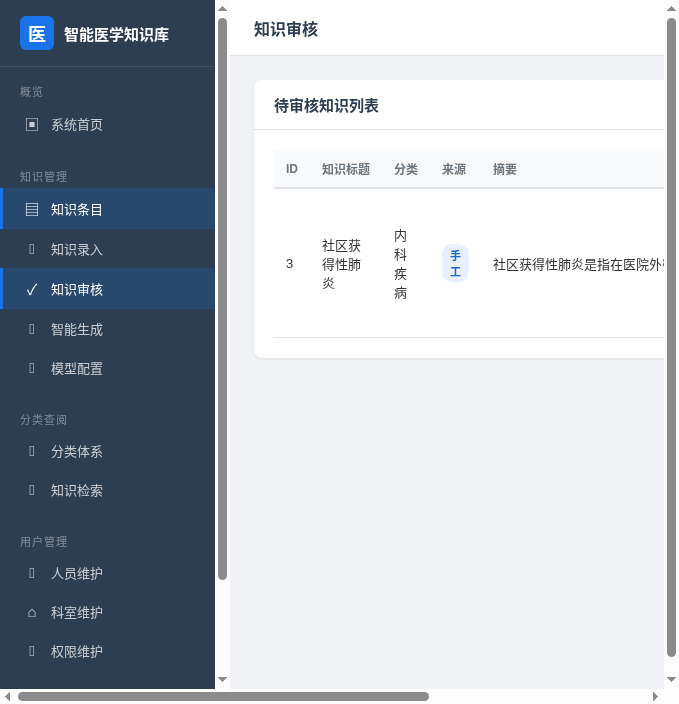 医 智能医学知识库
概览
系统首页
知识管理
知识条目
知识录入
✓ 知识审核
智能生成
模型配置
分类查阅
分类体系
知识检索
用户管理
人员维护
科室维护
权限维护
知识审核
待审核知识列表
ID 知识标题 分类 来源 摘要
3
社区获
得性肺
炎
内
科
疾
病
手
工
社区获得性肺炎是指在医院外